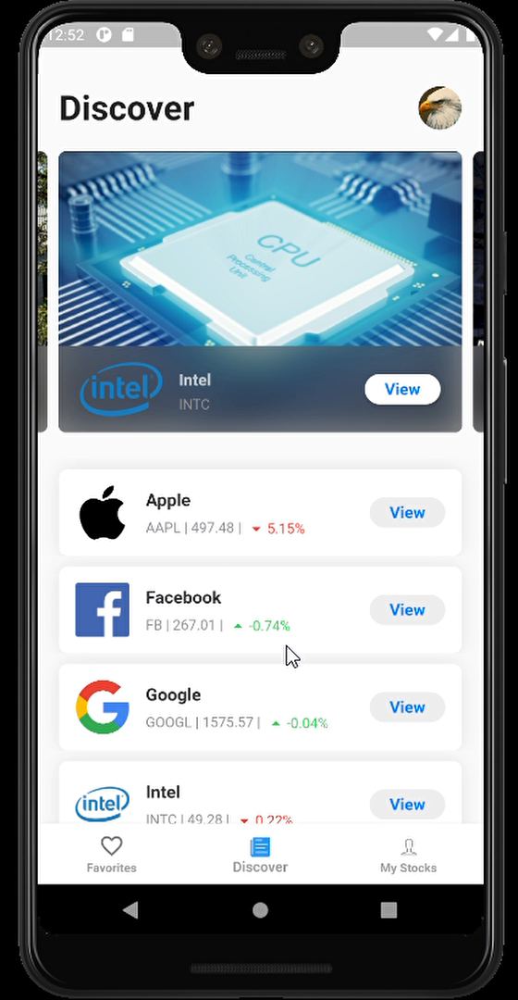 12:52
Discover
CPU
Central
Processing
Unit
intel
Intel
INTC
View
Apple
AAPL | 497.48 | ▼ 5.15%
View
Facebook
FB | 267.01 | ▲ -0.74%
View
Google
GOOGL | 1575.57 | ▲ -0.04%
View
intel
Intel
INTC | 49.28 | ▼ 0.22%
View
Favorites
Discover
My Stocks